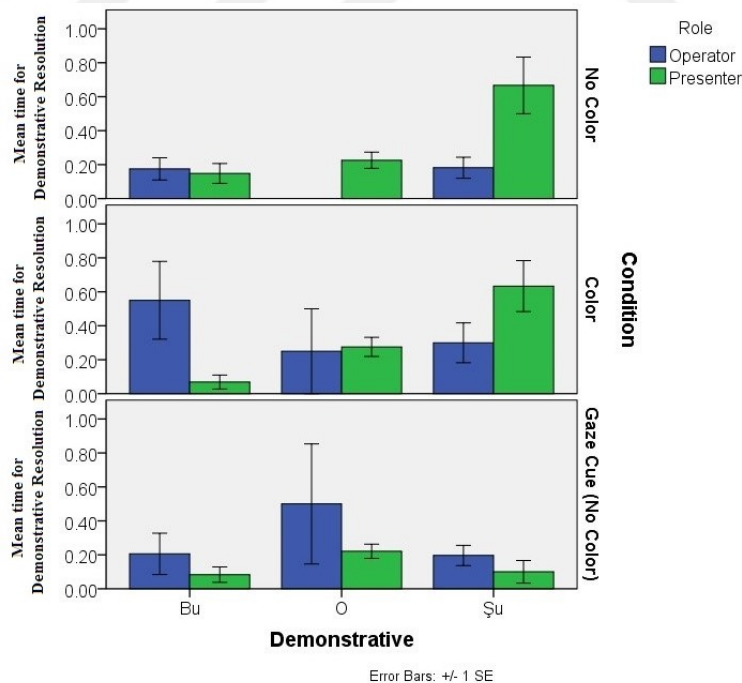 Role
Operator
Presenter
Mean time for
Demonstrative Resolution
1.00
0.80
0.60
0.40
0.20
0.00
No Color
Mean time for
Demonstrative Resolution
1.00
0.80
0.60
0.40
0.20
0.00
Color
Condition
Mean time for
Demonstrative Resolution
1.00
0.80
0.60
0.40
0.20
0.00
Gaze Cue (No Color)
Bu O Şu
Demonstrative
Error Bars: +/- 1 SE